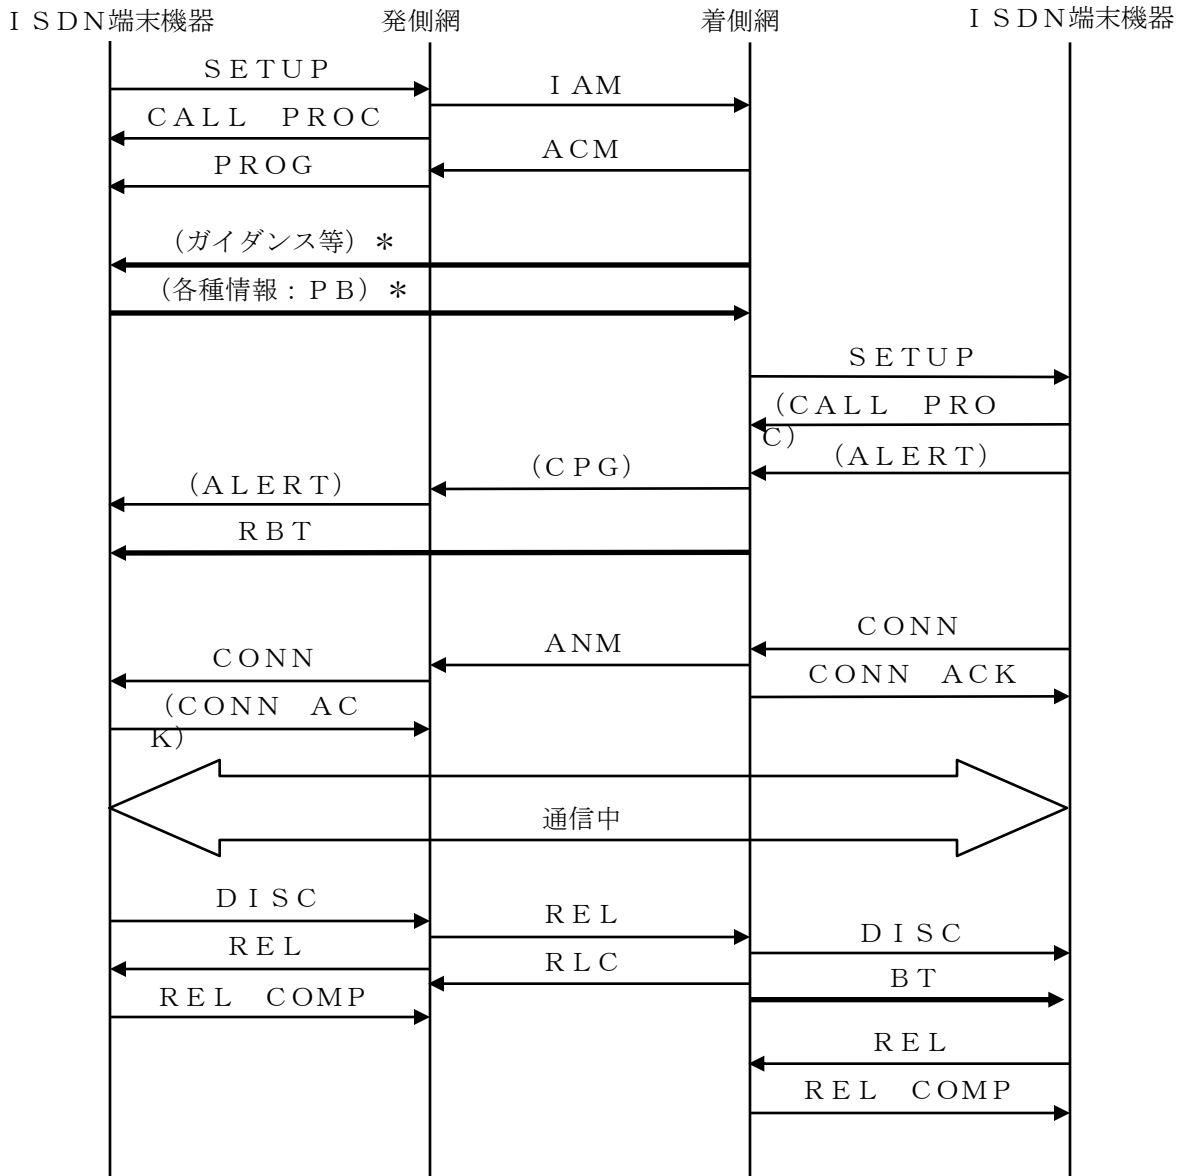 ＩＳＤＮ端末機器　発側網　着側網　ＩＳＤＮ端末機器
ＳＥＴＵＰ
ＩＡＭ
ＣＡＬＬ　ＰＲＯＣ
ＡＣＭ
ＰＲＯＧ
（ガイダンス等）＊
（各種情報：ＰＢ）＊
ＳＥＴＵＰ
（ＣＡＬＬ　ＰＲＯ
Ｃ）
（ＡＬＥＲＴ）
（ＣＰＧ）
（ＡＬＥＲＴ）
ＲＢＴ
ＣＯＮＮ
ＡＮＭ
ＣＯＮＮ
ＣＯＮＮ　ＡＣＫ
（ＣＯＮＮ　ＡＣ
Ｋ）
通信中
ＤＩＳＣ
ＲＥＬ
ＤＩＳＣ
ＲＥＬ
ＲＬＣ
ＢＴ
ＲＥＬ　ＣＯＭＰ
ＲＥＬ
ＲＥＬ　ＣＯＭＰ